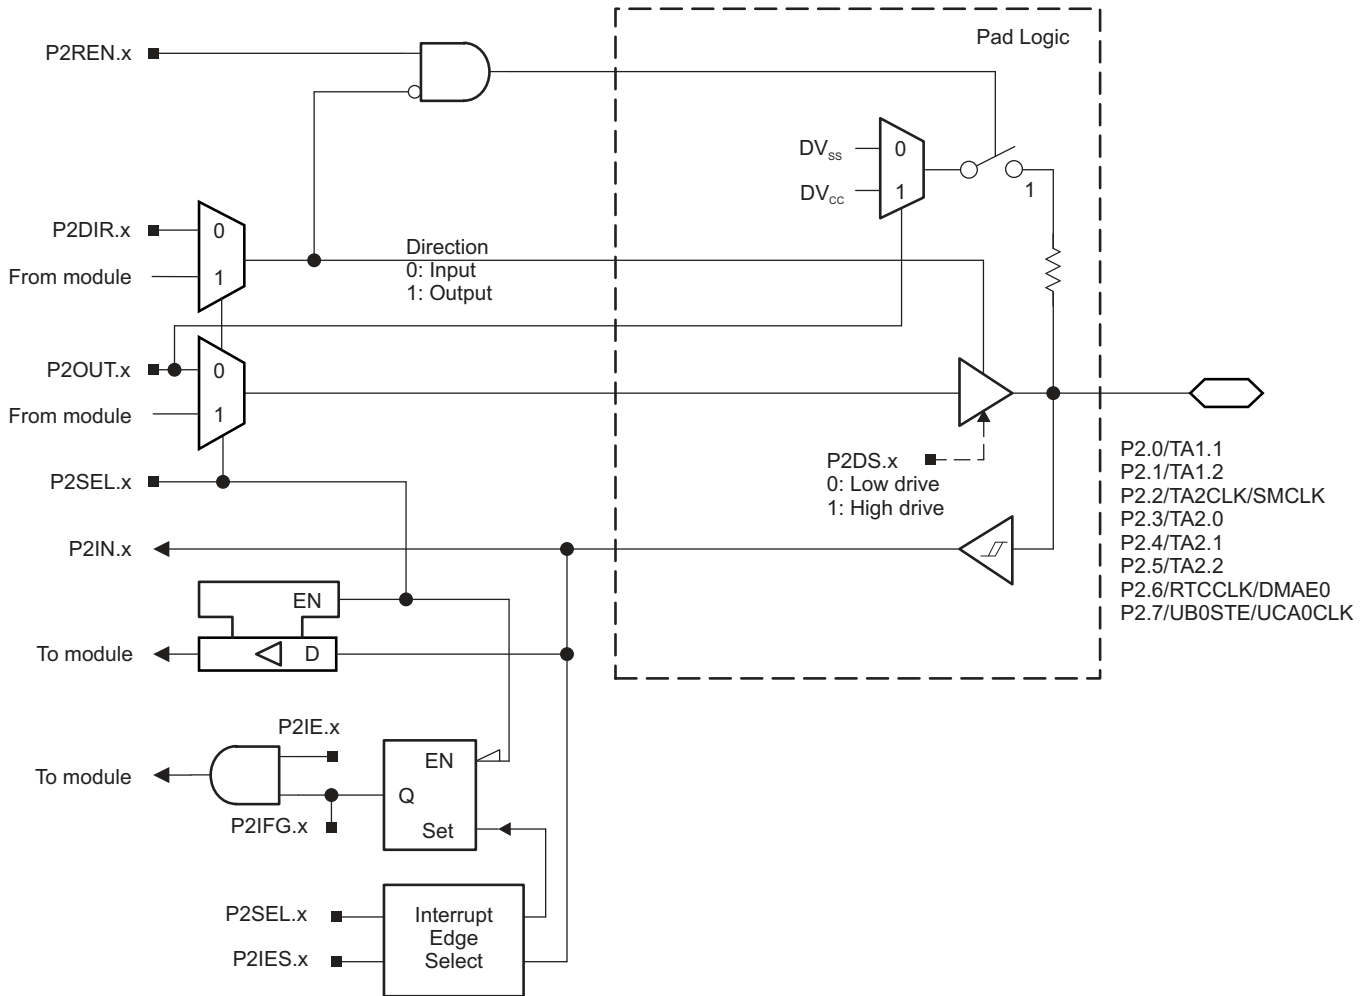 Pad Logic
P2REN.x
DVSS
0
DVCC
1
1
P2DIR.x
0
From module
1
Direction
0: Input
1: Output
P2OUT.x
0
From module
1
P2DS.x
0: Low drive
1: High drive
P2SEL.x
P2.0/TA1.1
P2.1/TA1.2
P2.2/TA2CLK/SMCLK
P2.3/TA2.0
P2.4/TA2.1
P2.5/TA2.2
P2.6/RTCCLK/DMAE0
P2.7/UB0STE/UCA0CLK
P2IN.x
EN
To module
D
P2IE.x
EN
To module
Q
P2IFG.x
Set
P2SEL.x
P2IES.x
Interrupt
Edge
Select